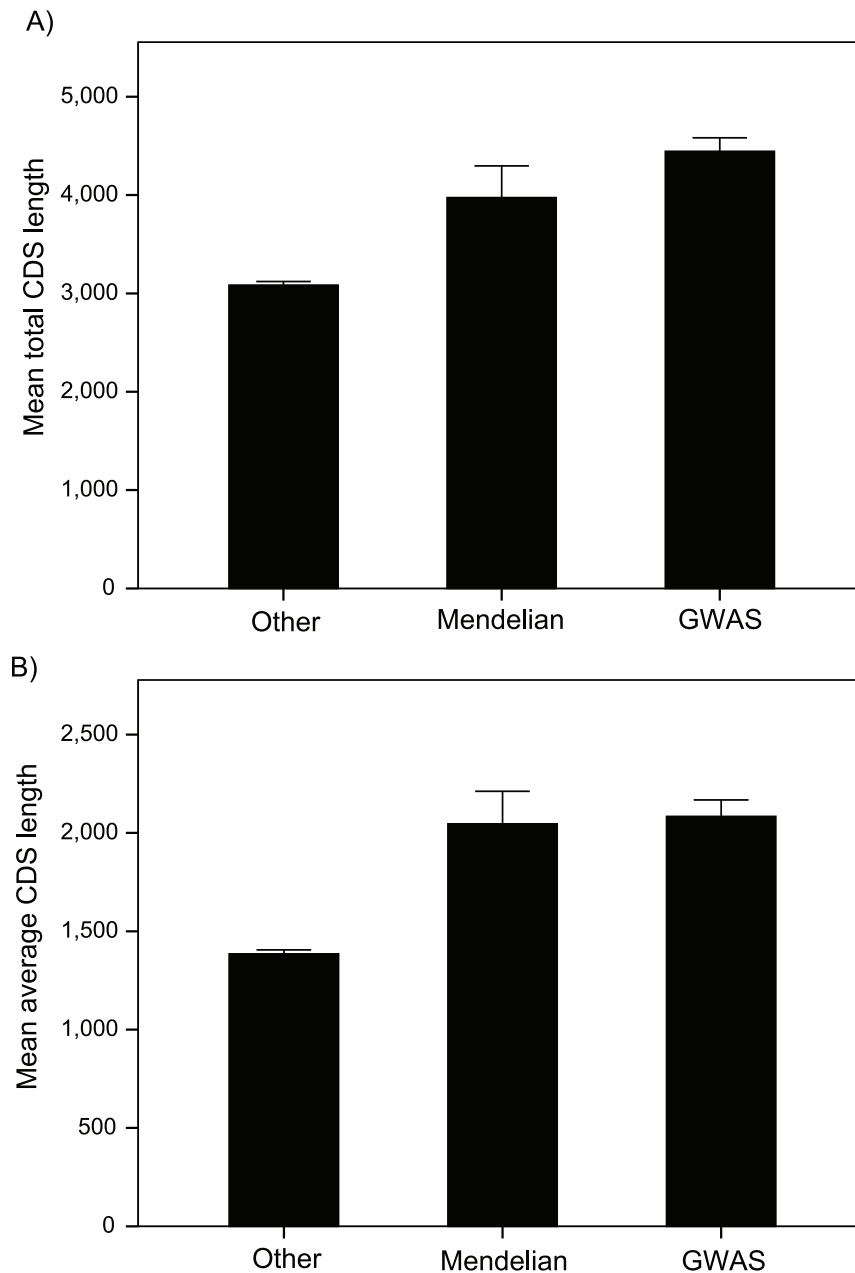 A)
Mean total CDS length
5,000
4,000
3,000
2,000
1,000
0
Other Mendelian GWAS
B)
Mean average CDS length
2,500
2,000
1,500
1,000
500
0
Other Mendelian GWAS